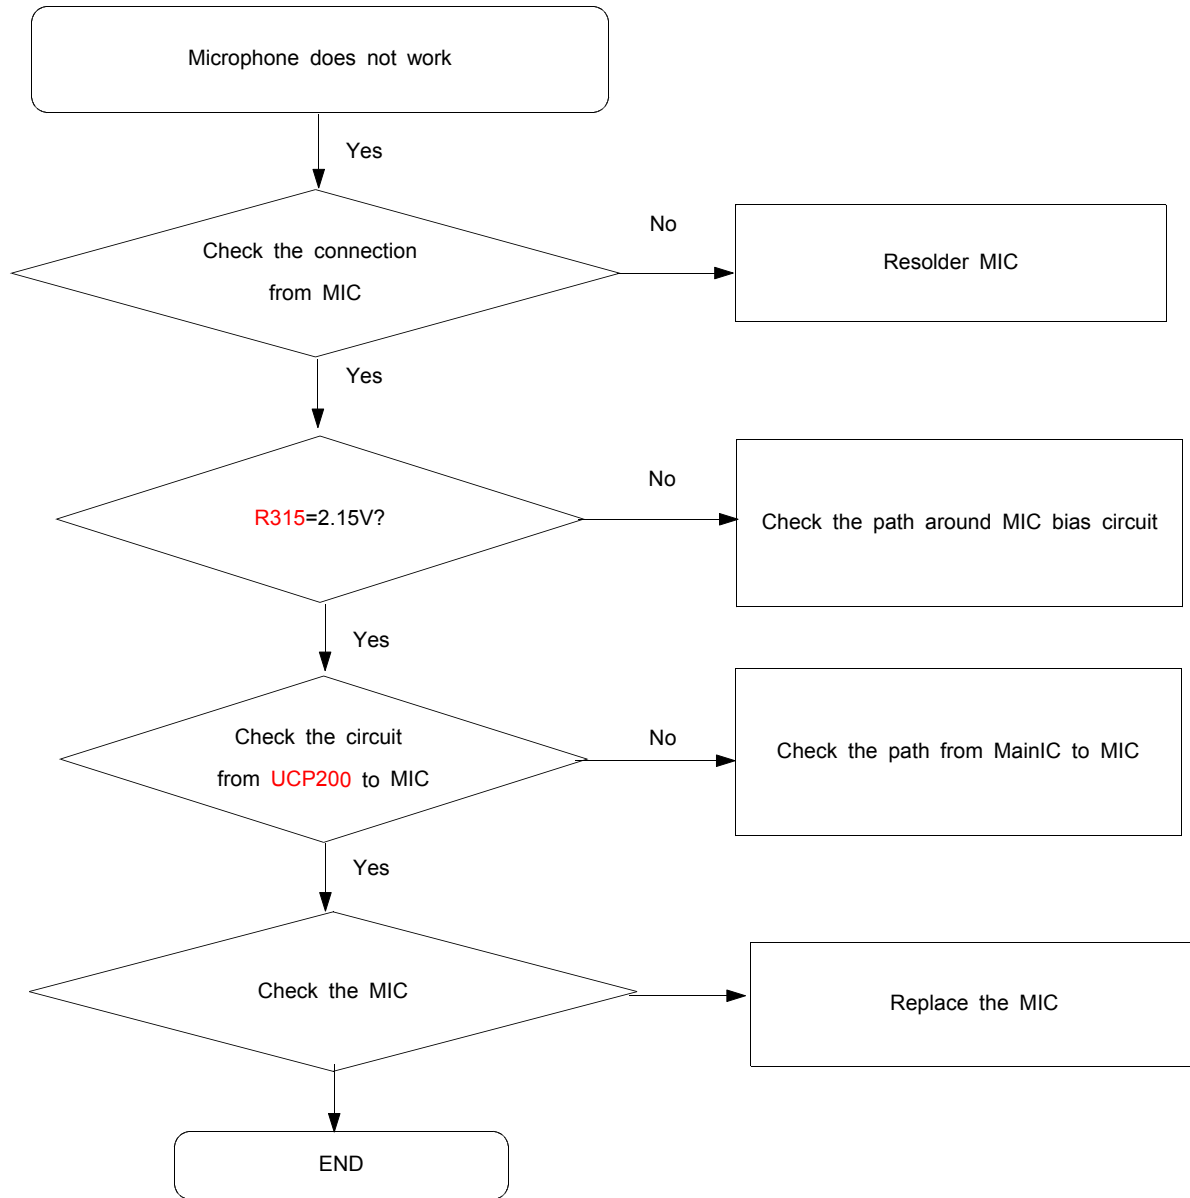 Microphone does not work
Yes
Check the connection
from MIC
No
Resolder MIC
Yes
R315=2.15V?
No
Check the path around MIC bias circuit
Yes
Check the circuit
from UCP200 to MIC
No
Check the path from MainIC to MIC
Yes
Check the MIC
Replace the MIC
END